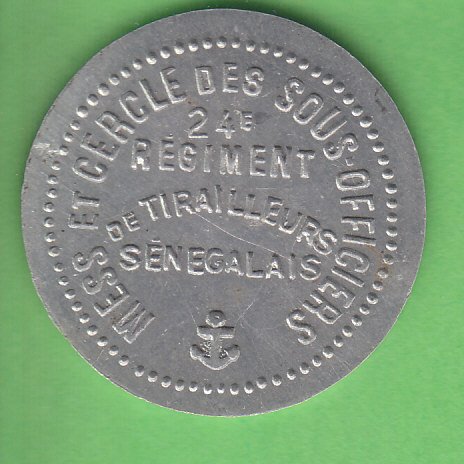 MESS ET CERCLE DES SOUS-OFFICIERS
24E
RÉGIMENT
DE TIRAILLEURS
SÉNEGALAIS